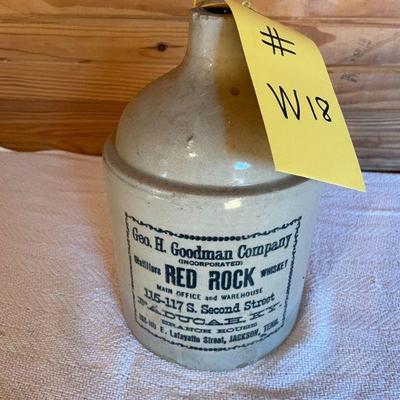 #
W18
Geo. H. Goodman Company
(INCORPORATED)
Distillers RED ROCK WHISKEY
MAIN OFFICE and WAREHOUSE
115-117 S. Second Street
PADUCAH, KY.
BRANCH HOUSE
E. Lafayette Street, JACKSON, TENN.